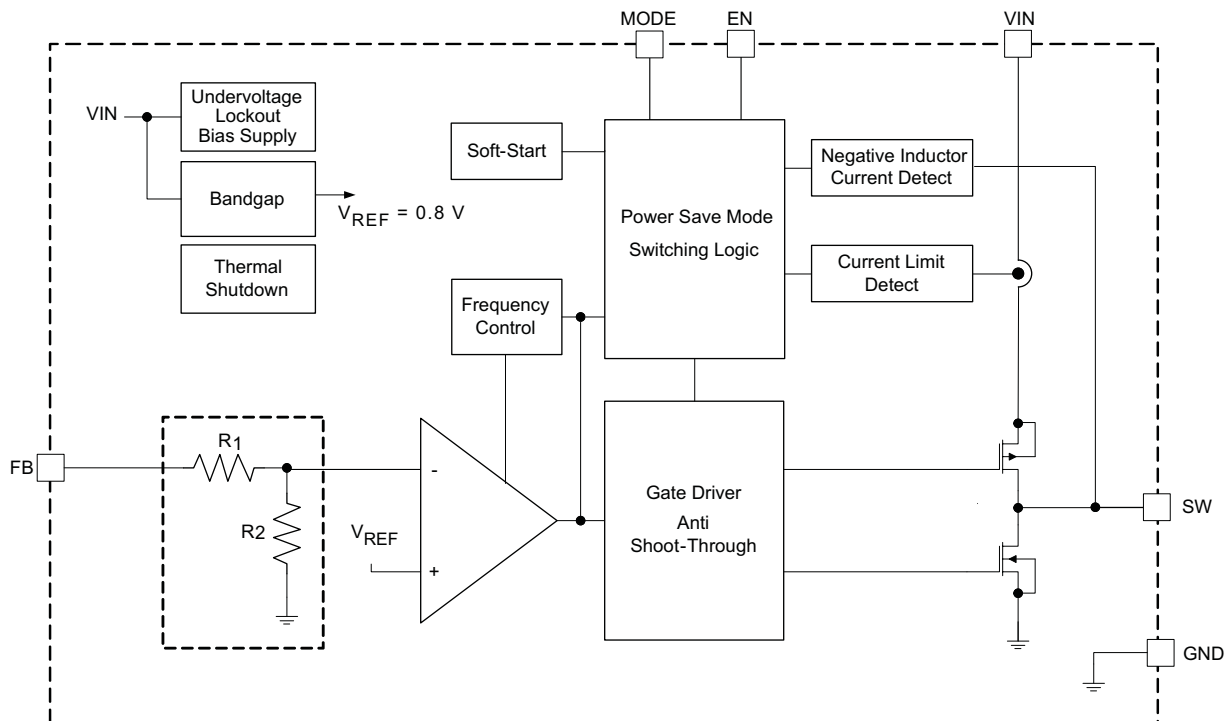 MODE
EN
VIN
VIN
Undervoltage
Lockout
Bias Supply
Soft-Start
Negative Inductor
Current Detect
Bandgap
V_REF = 0.8 V
Power Save Mode
Switching Logic
Thermal
Shutdown
Current Limit
Detect
Frequency
Control
FB
R1
R2
-
V_REF
+
Gate Driver
Anti
Shoot-Through
SW
GND